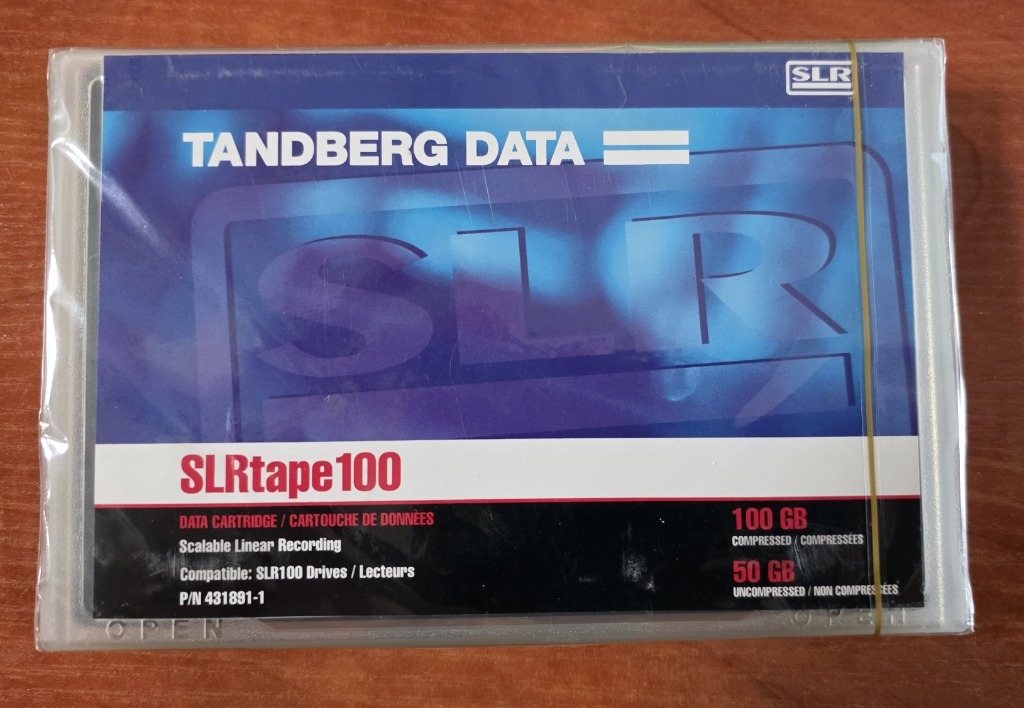 SLR
TANDBERG DATA
SLR
SLRtape100
DATA CARTRIDGE / CARTOUCHE DE DONNÉES
Scalable Linear Recording
Compatible: SLR100 Drives / Lecteurs
P/N 431891-1
100 GB
COMPRESSED / COMPRESSÉES
50 GB
UNCOMPRESSED / NON COMPRESSÉES
OPEN
OPEN